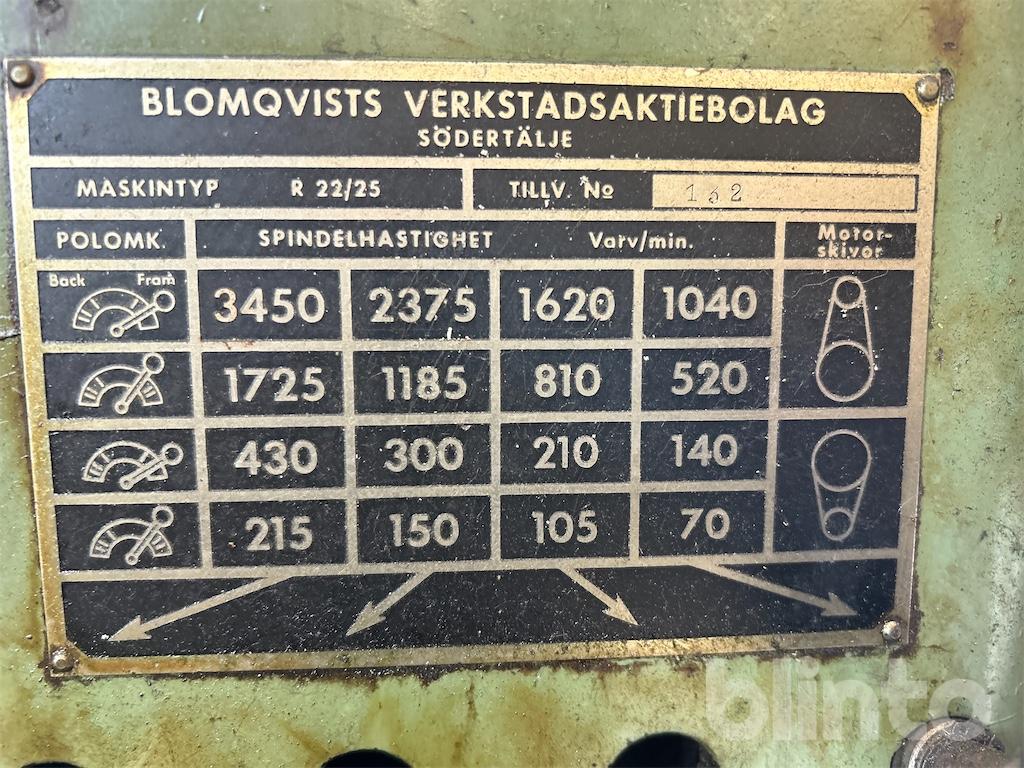 BLOMQVISTS VERKSTADSAKTIEBOLAG
SÖDERTÄLJE
MASKINTYP R 22/25 TILLV. No 132
POLOMK. SPINDELHASTIGHET Varv/min. Motor-
skivor
Back Fram
3450 2375 1620 1040
1725 1185 810 520
430 300 210 140
215 150 105 70
blinto